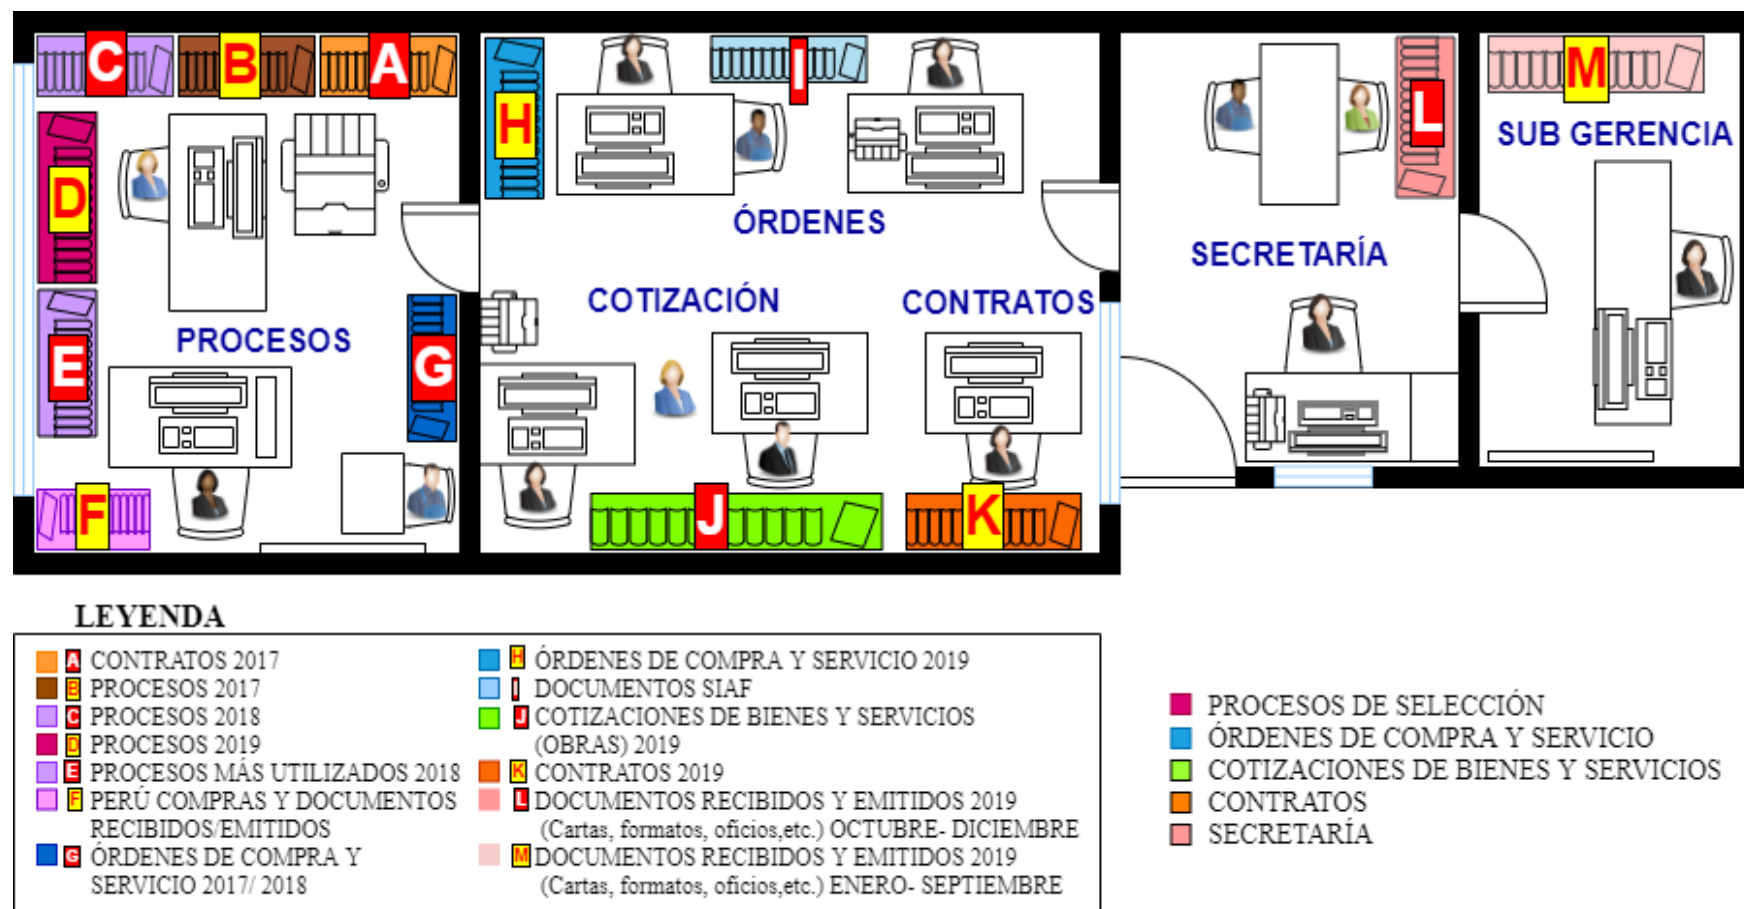 C B A
H
I
L
M
D
SUB GERENCIA
ÓRDENES
SECRETARÍA
COTIZACIÓN
CONTRATOS
PROCESOS
E
G
F
J
K
LEYENDA
A CONTRATOS 2017
B PROCESOS 2017
C PROCESOS 2018
D PROCESOS 2019
E PROCESOS MÁS UTILIZADOS 2018
F PERÚ COMPRAS Y DOCUMENTOS
RECIBIDOS/EMITIDOS
G ÓRDENES DE COMPRA Y
SERVICIO 2017/ 2018
H ÓRDENES DE COMPRA Y SERVICIO 2019
I DOCUMENTOS SIAF
J COTIZACIONES DE BIENES Y SERVICIOS
(OBRAS) 2019
K CONTRATOS 2019
L DOCUMENTOS RECIBIDOS Y EMITIDOS 2019
(Cartas, formatos, oficios,etc.) OCTUBRE- DICIEMBRE
M DOCUMENTOS RECIBIDOS Y EMITIDOS 2019
(Cartas, formatos, oficios,etc.) ENERO- SEPTIEMBRE
PROCESOS DE SELECCIÓN
ÓRDENES DE COMPRA Y SERVICIO
COTIZACIONES DE BIENES Y SERVICIOS
CONTRATOS
SECRETARÍA